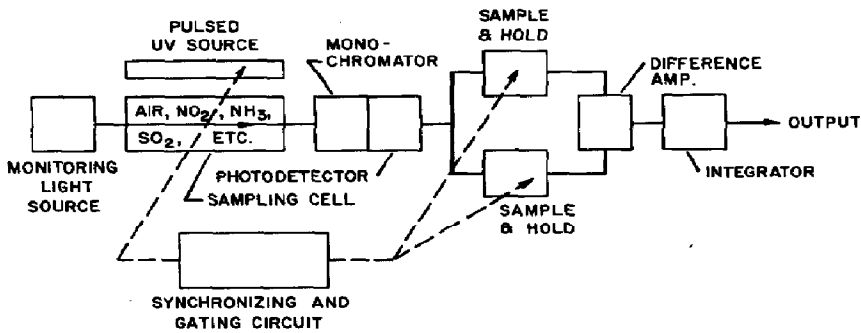 PULSED
UV SOURCE
MONO-
CHROMATOR
SAMPLE
& HOLD
DIFFERENCE
AMP.
AIR, NO₂, NH₃,
SO₂, ETC.
OUTPUT
MONITORING
LIGHT
SOURCE
PHOTODETECTOR
SAMPLING CELL
INTEGRATOR
SAMPLE
& HOLD
SYNCHRONIZING AND
GATING CIRCUIT